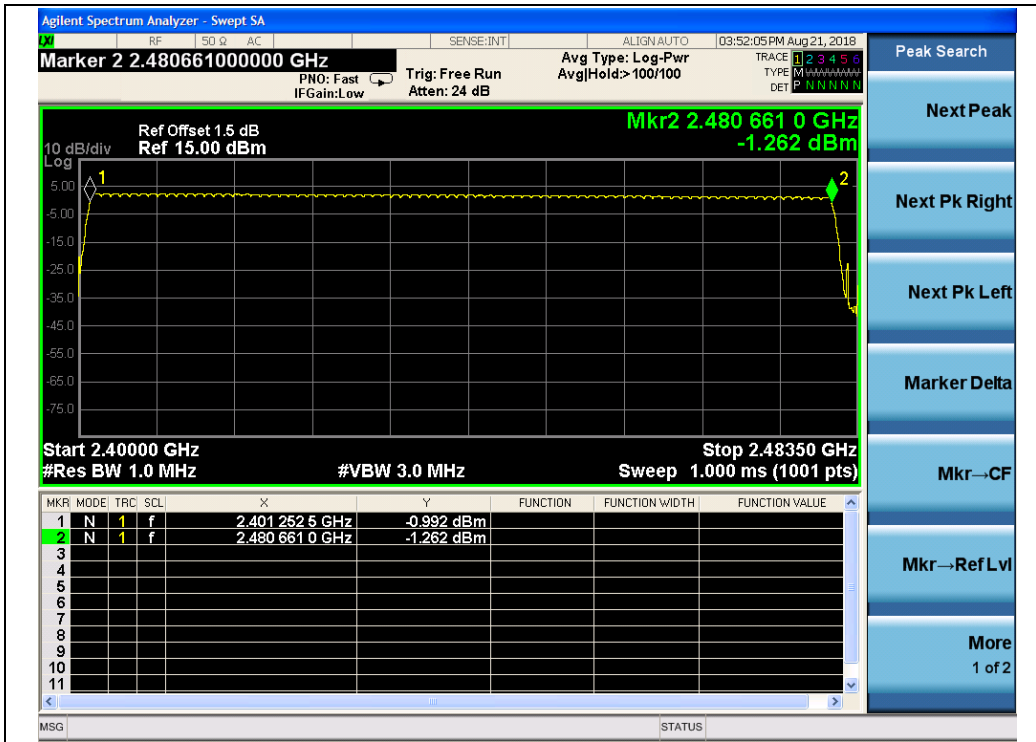 Agilent Spectrum Analyzer - Swept SA
LXI RF 50 Ω AC SENSE:INT ALIGN AUTO 03:52:05 PM Aug 21, 2018
Marker 2 2.480661000000 GHz
PNO: Fast
IFGain:Low
Trig: Free Run
Atten: 24 dB
Avg Type: Log-Pwr
Avg|Hold:>100/100
TRACE 1 2 3 4 5 6
TYPE M
DET P N N N N N
Mkr2 2.480 661 0 GHz
-1.262 dBm
Ref Offset 1.5 dB
10 dB/div Ref 15.00 dBm
Log
1
2
5.00
-5.00
-15.0
-25.0
-35.0
-45.0
-55.0
-65.0
-75.0
Start 2.40000 GHz Stop 2.48350 GHz
#Res BW 1.0 MHz #VBW 3.0 MHz Sweep 1.000 ms (1001 pts)
MKR MODE TRC SCL X Y FUNCTION FUNCTION WIDTH FUNCTION VALUE
1 N 1 f 2.401 252 5 GHz -0.992 dBm
2 N 1 f 2.480 661 0 GHz -1.262 dBm
3
4
5
6
7
8
9
10
11
MSG STATUS
Peak Search
Next Peak
Next Pk Right
Next Pk Left
Marker Delta
Mkr→CF
Mkr→Ref Lvl
More
1 of 2